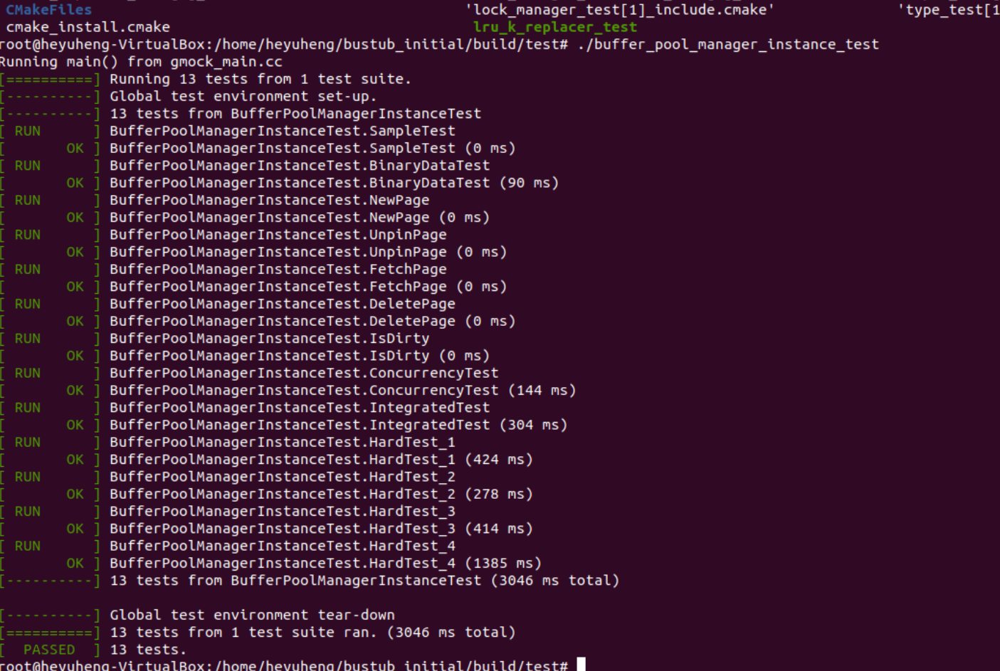 CMakeFiles 'lock_manager_test[1]_include.cmake' 'type_test[1
cmake_install.cmake lru_k_replacer_test
root@heyuheng-VirtualBox:/home/heyuheng/bustub_initial/build/test# ./buffer_pool_manager_instance_test
Running main() from gmock_main.cc
[==========] Running 13 tests from 1 test suite.
[----------] Global test environment set-up.
[----------] 13 tests from BufferPoolManagerInstanceTest
[ RUN      ] BufferPoolManagerInstanceTest.SampleTest
[       OK ] BufferPoolManagerInstanceTest.SampleTest (0 ms)
[ RUN      ] BufferPoolManagerInstanceTest.BinaryDataTest
[       OK ] BufferPoolManagerInstanceTest.BinaryDataTest (90 ms)
[ RUN      ] BufferPoolManagerInstanceTest.NewPage
[       OK ] BufferPoolManagerInstanceTest.NewPage (0 ms)
[ RUN      ] BufferPoolManagerInstanceTest.UnpinPage
[       OK ] BufferPoolManagerInstanceTest.UnpinPage (0 ms)
[ RUN      ] BufferPoolManagerInstanceTest.FetchPage
[       OK ] BufferPoolManagerInstanceTest.FetchPage (0 ms)
[ RUN      ] BufferPoolManagerInstanceTest.DeletePage
[       OK ] BufferPoolManagerInstanceTest.DeletePage (0 ms)
[ RUN      ] BufferPoolManagerInstanceTest.IsDirty
[       OK ] BufferPoolManagerInstanceTest.IsDirty (0 ms)
[ RUN      ] BufferPoolManagerInstanceTest.ConcurrencyTest
[       OK ] BufferPoolManagerInstanceTest.ConcurrencyTest (144 ms)
[ RUN      ] BufferPoolManagerInstanceTest.IntegratedTest
[       OK ] BufferPoolManagerInstanceTest.IntegratedTest (304 ms)
[ RUN      ] BufferPoolManagerInstanceTest.HardTest_1
[       OK ] BufferPoolManagerInstanceTest.HardTest_1 (424 ms)
[ RUN      ] BufferPoolManagerInstanceTest.HardTest_2
[       OK ] BufferPoolManagerInstanceTest.HardTest_2 (278 ms)
[ RUN      ] BufferPoolManagerInstanceTest.HardTest_3
[       OK ] BufferPoolManagerInstanceTest.HardTest_3 (414 ms)
[ RUN      ] BufferPoolManagerInstanceTest.HardTest_4
[       OK ] BufferPoolManagerInstanceTest.HardTest_4 (1385 ms)
[----------] 13 tests from BufferPoolManagerInstanceTest (3046 ms total)
[----------] Global test environment tear-down
[==========] 13 tests from 1 test suite ran. (3046 ms total)
[  PASSED  ] 13 tests.
root@heyuheng-VirtualBox:/home/heyuheng/bustub_initial/build/test#